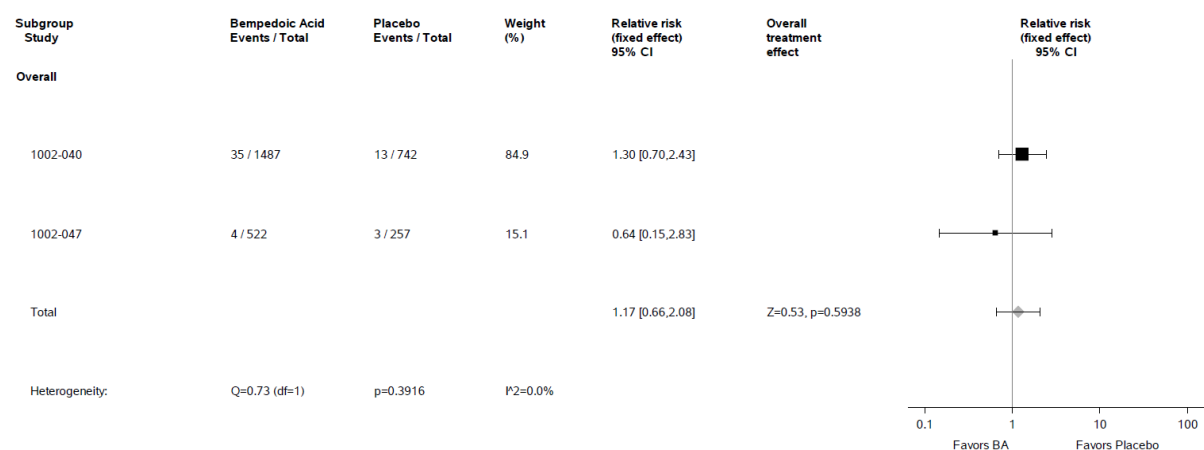 Subgroup Bempedoic Acid Placebo Weight Relative risk Overall Relative risk
Study Events / Total Events / Total (%) (fixed effect) treatment (fixed effect)
95% CI effect 95% CI
Overall
1002-040 35 / 1487 13 / 742 84.9 1.30 [0.70,2.43]
1002-047 4 / 522 3 / 257 15.1 0.64 [0.15,2.83]
Total 1.17 [0.66,2.08] Z=0.53, p=0.5938
Heterogeneity: Q=0.73 (df=1) p=0.3916 I^2=0.0%
0.1 1 10 100
Favors BA Favors Placebo